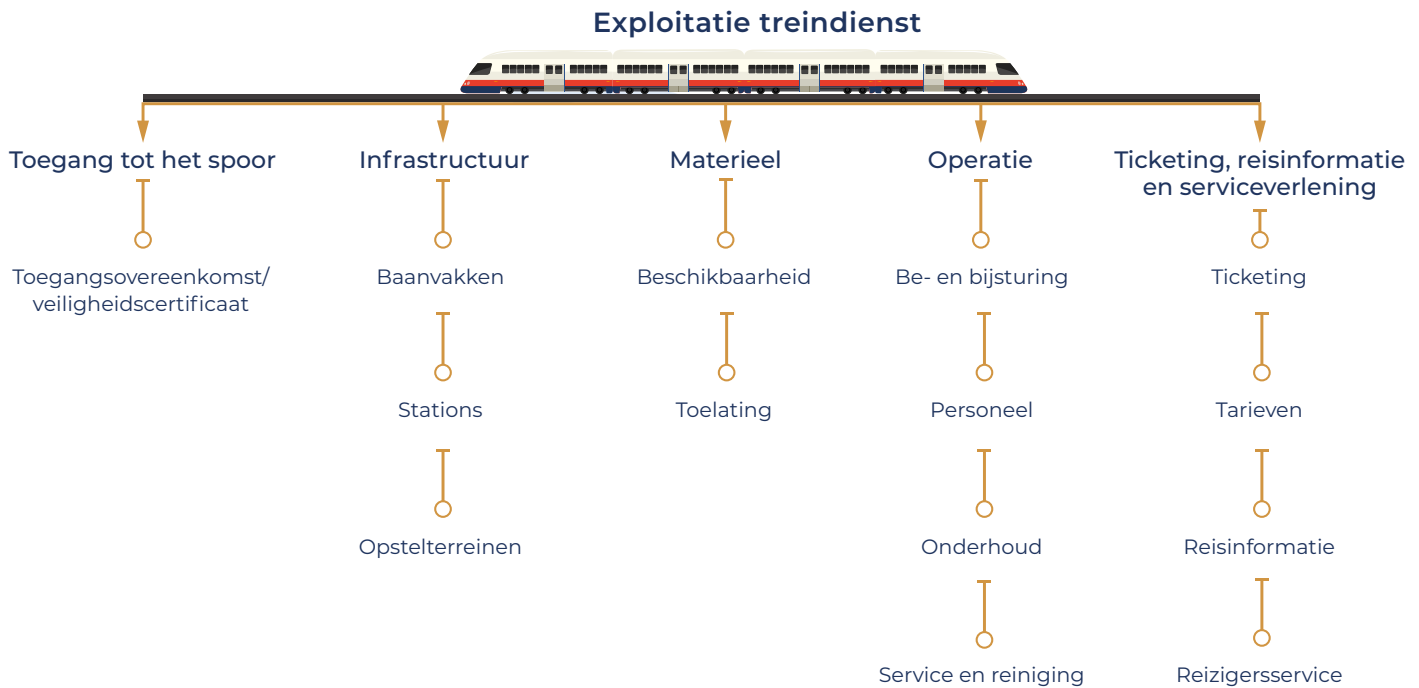 Exploitatie treindienst
Toegang tot het spoor
Toegangsovereenkomst/
veiligheidscertificaat
Infrastructuur
Baanvakken
Stations
Opstelterreinen
Materieel
Beschikbaarheid
Toelating
Operatie
Be- en bijsturing
Personeel
Onderhoud
Service en reiniging
Ticketing, reisinformatie
en serviceverlening
Ticketing
Tarieven
Reisinformatie
Reizigersservice